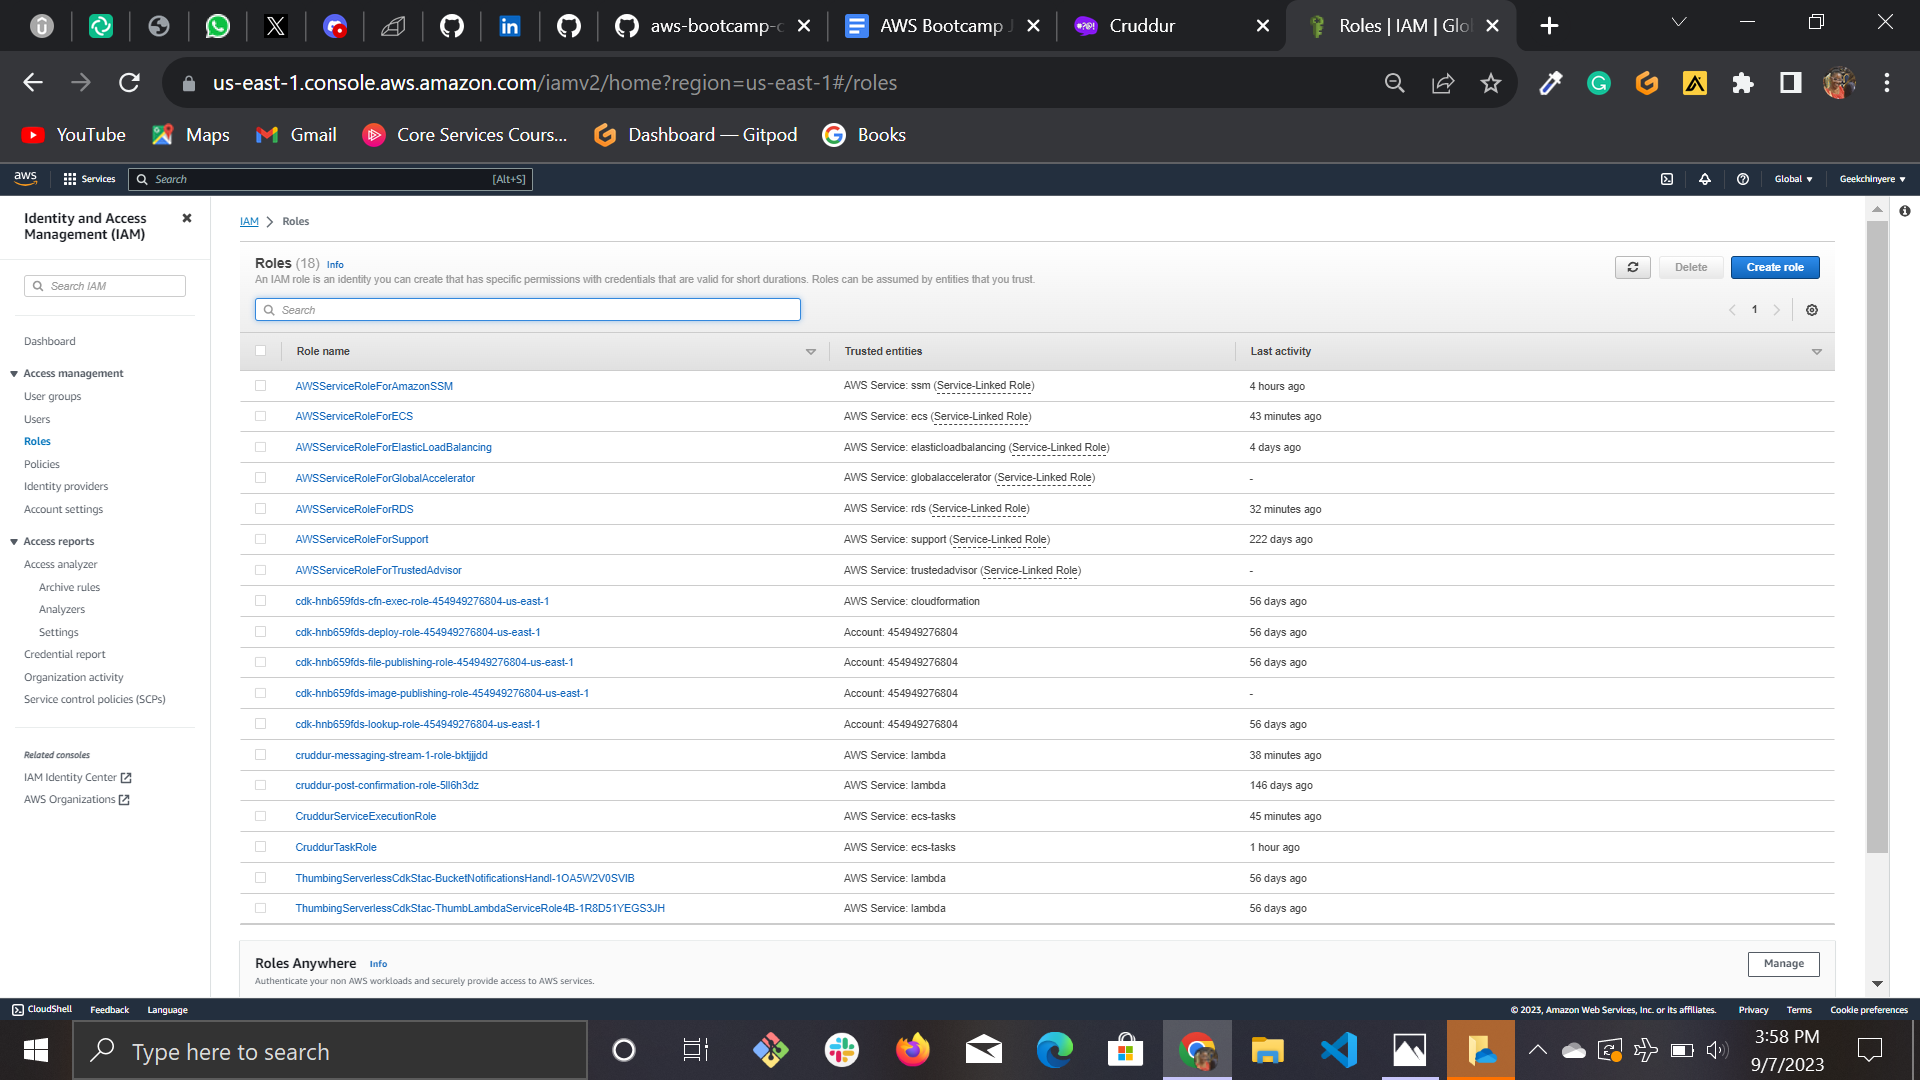 aws-bootcamp-c
AWS Bootcamp J
Cruddur
Roles | IAM | Glo
us-east-1.console.aws.amazon.com/iamv2/home?region=us-east-1#/roles
YouTube
Maps
Gmail
Core Services Cours...
Dashboard — Gitpod
Books
aws
Services
Search
[Alt+S]
Global
Geekchinyere
Identity and Access
Management (IAM)
Search IAM
Dashboard
Access management
User groups
Users
Roles
Policies
Identity providers
Account settings
Access reports
Access analyzer
Archive rules
Analyzers
Settings
Credential report
Organization activity
Service control policies (SCPs)
Related consoles
IAM Identity Center
AWS Organizations
IAM > Roles
Roles (18) Info
An IAM role is an identity you can create that has specific permissions with credentials that are valid for short durations. Roles can be assumed by entities that you trust.
Delete
Create role
Search
1
Role name Trusted entities Last activity
AWSServiceRoleForAmazonSSM AWS Service: ssm (Service-Linked Role) 4 hours ago
AWSServiceRoleForECS AWS Service: ecs (Service-Linked Role) 43 minutes ago
AWSServiceRoleForElasticLoadBalancing AWS Service: elasticloadbalancing (Service-Linked Role) 4 days ago
AWSServiceRoleForGlobalAccelerator AWS Service: globalaccelerator (Service-Linked Role) -
AWSServiceRoleForRDS AWS Service: rds (Service-Linked Role) 32 minutes ago
AWSServiceRoleForSupport AWS Service: support (Service-Linked Role) 222 days ago
AWSServiceRoleForTrustedAdvisor AWS Service: trustedadvisor (Service-Linked Role) -
cdk-hnb659fds-cfn-exec-role-454949276804-us-east-1 AWS Service: cloudformation 56 days ago
cdk-hnb659fds-deploy-role-454949276804-us-east-1 Account: 454949276804 56 days ago
cdk-hnb659fds-file-publishing-role-454949276804-us-east-1 Account: 454949276804 56 days ago
cdk-hnb659fds-image-publishing-role-454949276804-us-east-1 Account: 454949276804 -
cdk-hnb659fds-lookup-role-454949276804-us-east-1 Account: 454949276804 56 days ago
cruddur-messaging-stream-1-role-bktjjjdd AWS Service: lambda 38 minutes ago
cruddur-post-confirmation-role-5ll6h3dz AWS Service: lambda 146 days ago
CruddurServiceExecutionRole AWS Service: ecs-tasks 45 minutes ago
CruddurTaskRole AWS Service: ecs-tasks 1 hour ago
ThumbingServerlessCdkStac-BucketNotificationsHandl-1OA5W2V0SVIB AWS Service: lambda 56 days ago
ThumbingServerlessCdkStac-ThumbLambdaServiceRole4B-1R8D51YEGS3JH AWS Service: lambda 56 days ago
Roles Anywhere Info
Authenticate your non AWS workloads and securely provide access to AWS services.
Manage
CloudShell
Feedback
Language
© 2023, Amazon Web Services, Inc. or its affiliates.
Privacy
Terms
Cookie preferences
Type here to search
3:58 PM
9/7/2023